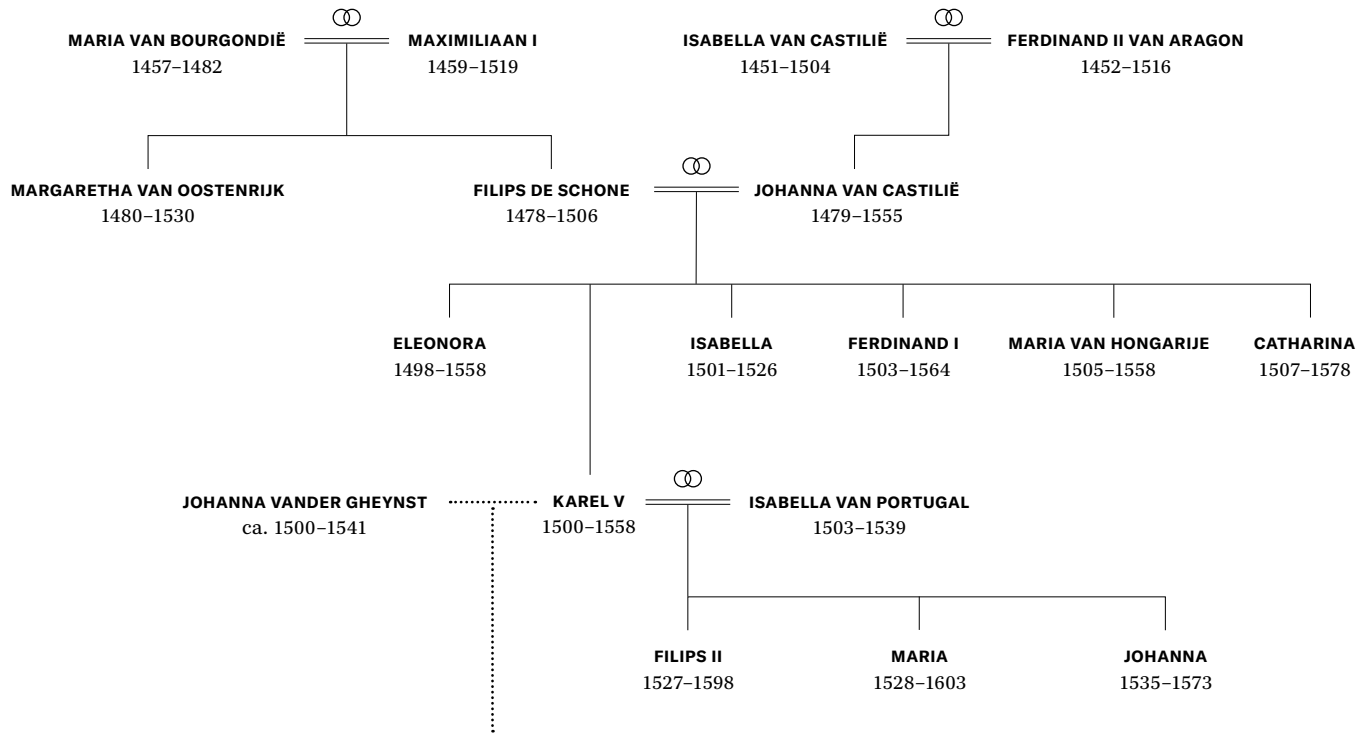 MARIA VAN BOURGONDIË
1457–1482
MAXIMILIAAN I
1459–1519
ISABELLA VAN CASTILIË
1451–1504
FERDINAND II VAN ARAGON
1452–1516
MARGARETHA VAN OOSTENRIJK
1480–1530
FILIPS DE SCHONE
1478–1506
JOHANNA VAN CASTILIË
1479–1555
ELEONORA
1498–1558
ISABELLA
1501–1526
FERDINAND I
1503–1564
MARIA VAN HONGARIJE
1505–1558
CATHARINA
1507–1578
JOHANNA VANDER GHEYNST
ca. 1500–1541
KAREL V
1500–1558
ISABELLA VAN PORTUGAL
1503–1539
FILIPS II
1527–1598
MARIA
1528–1603
JOHANNA
1535–1573